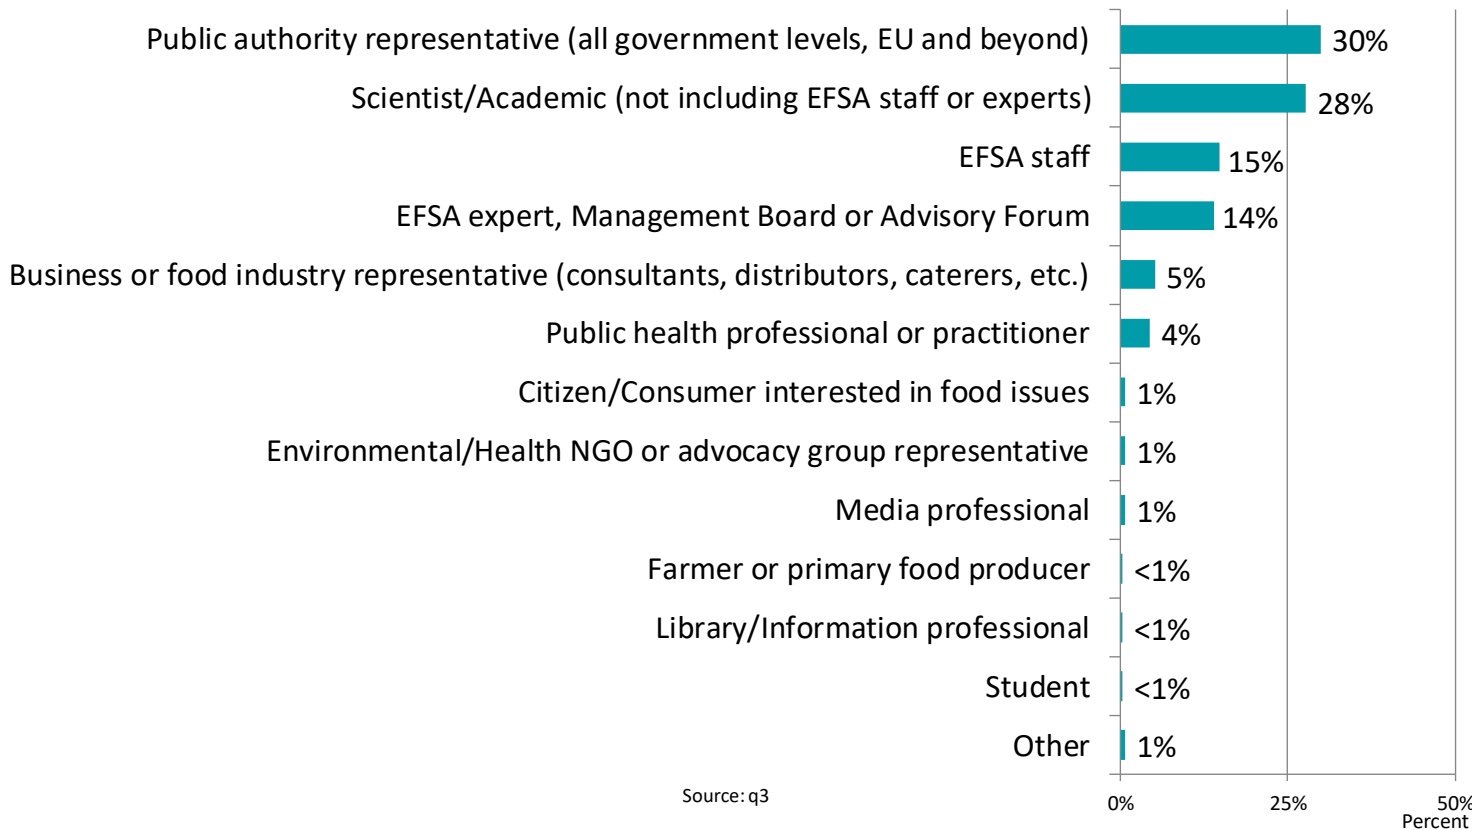 Public authority representative (all government levels, EU and beyond) 30%
Scientist/Academic (not including EFSA staff or experts) 28%
EFSA staff 15%
EFSA expert, Management Board or Advisory Forum 14%
Business or food industry representative (consultants, distributors, caterers, etc.) 5%
Public health professional or practitioner 4%
Citizen/Consumer interested in food issues 1%
Environmental/Health NGO or advocacy group representative 1%
Media professional 1%
Farmer or primary food producer <1%
Library/Information professional <1%
Student <1%
Other 1%
Source: q3
0% 25% 50%
Percent